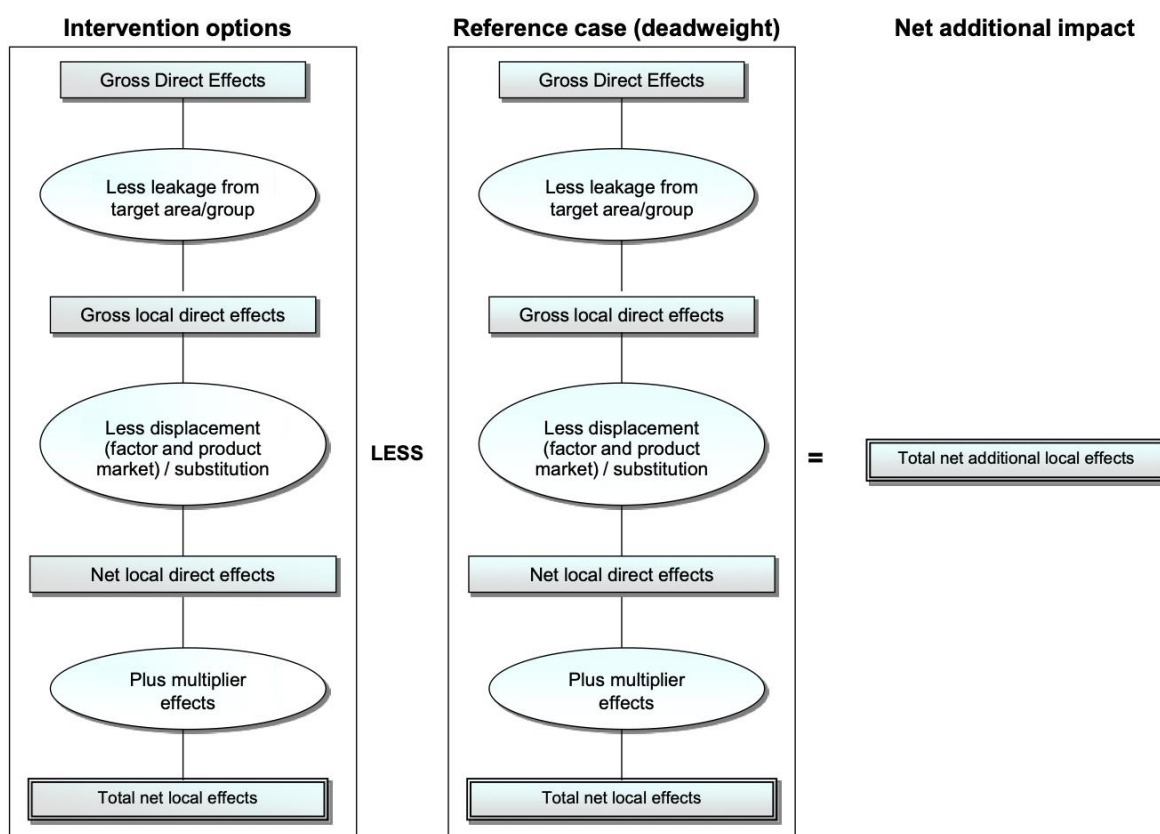 Intervention options
Gross Direct Effects
Less leakage from
target area/group
Gross local direct effects
Less displacement
(factor and product
market) / substitution
Net local direct effects
Plus multiplier
effects
Total net local effects
LESS
Reference case (deadweight)
Gross Direct Effects
Less leakage from
target area/group
Gross local direct effects
Less displacement
(factor and product
market) / substitution
Net local direct effects
Plus multiplier
effects
Total net local effects
=
Net additional impact
Total net additional local effects